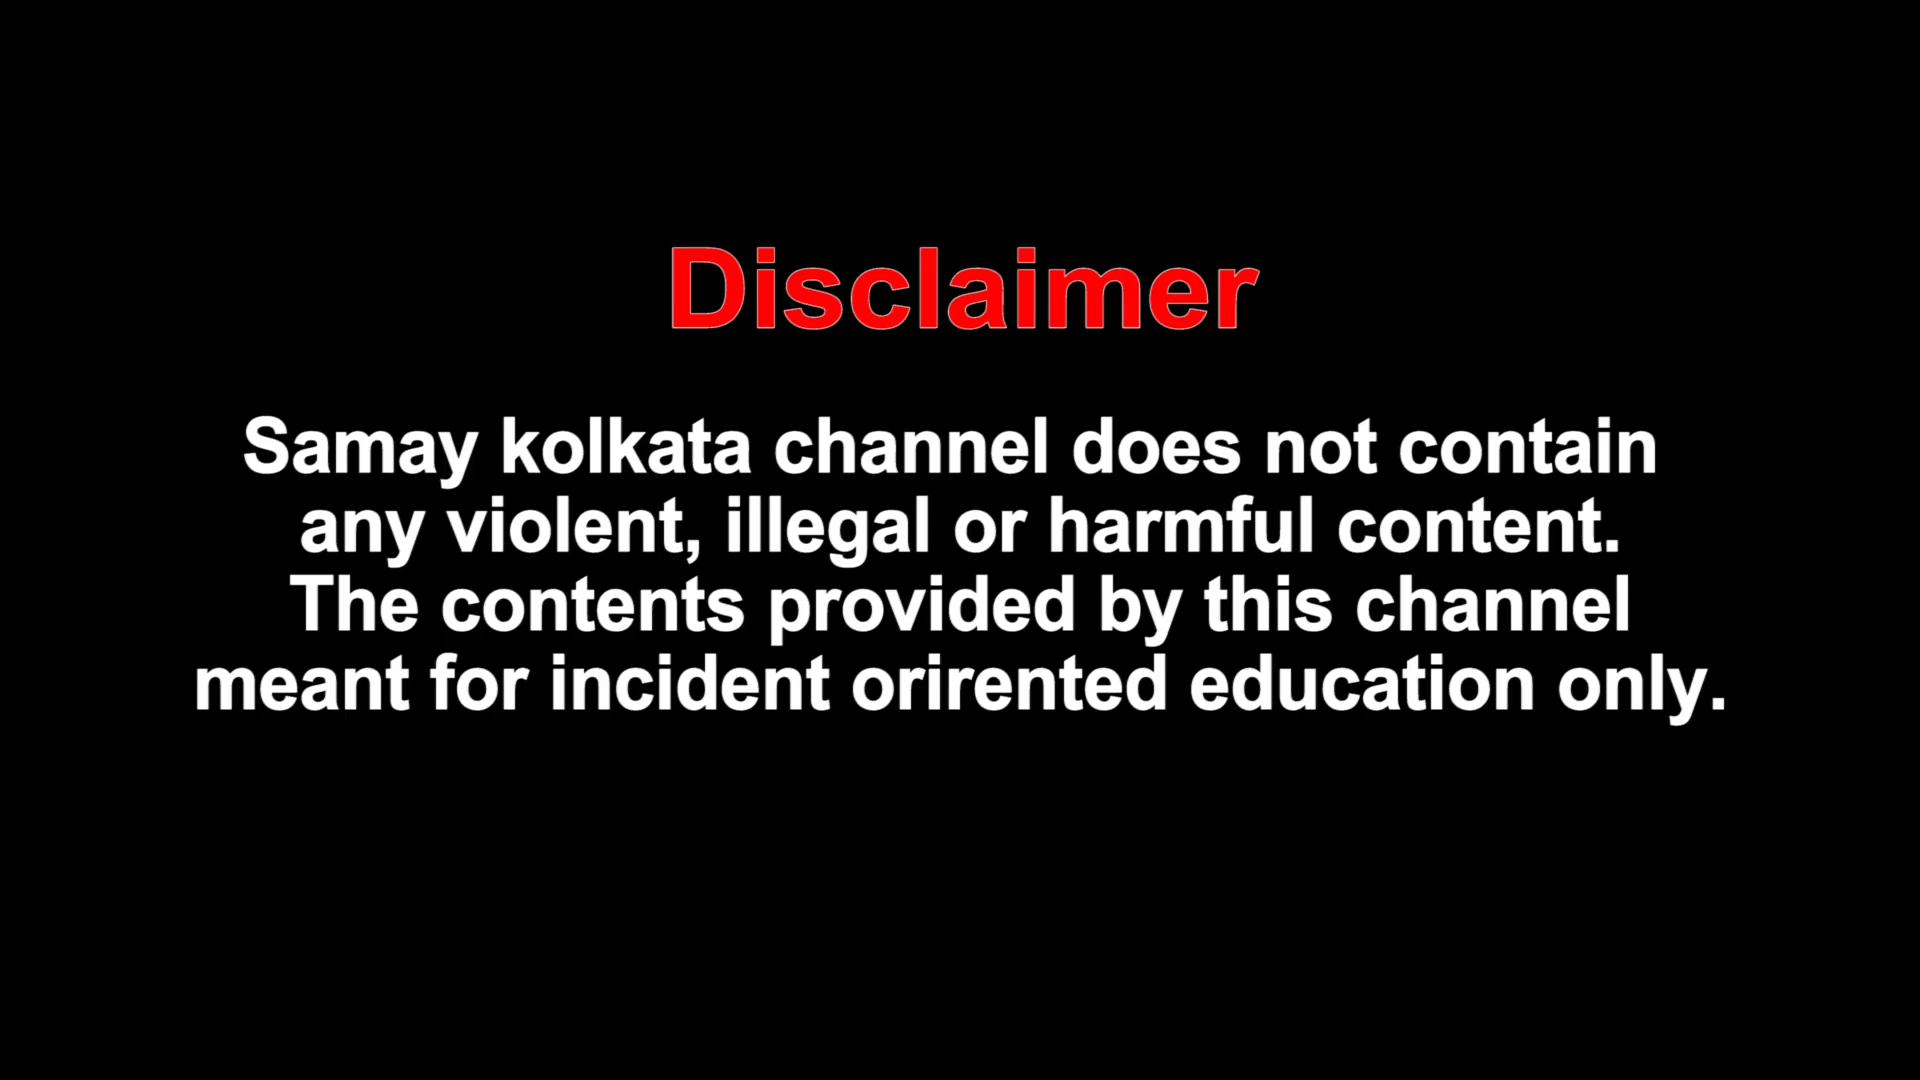 Disclaimer
Samay kolkata channel does not contain
any violent, illegal or harmful content.
The contents provided by this channel
meant for incident orirented education only.